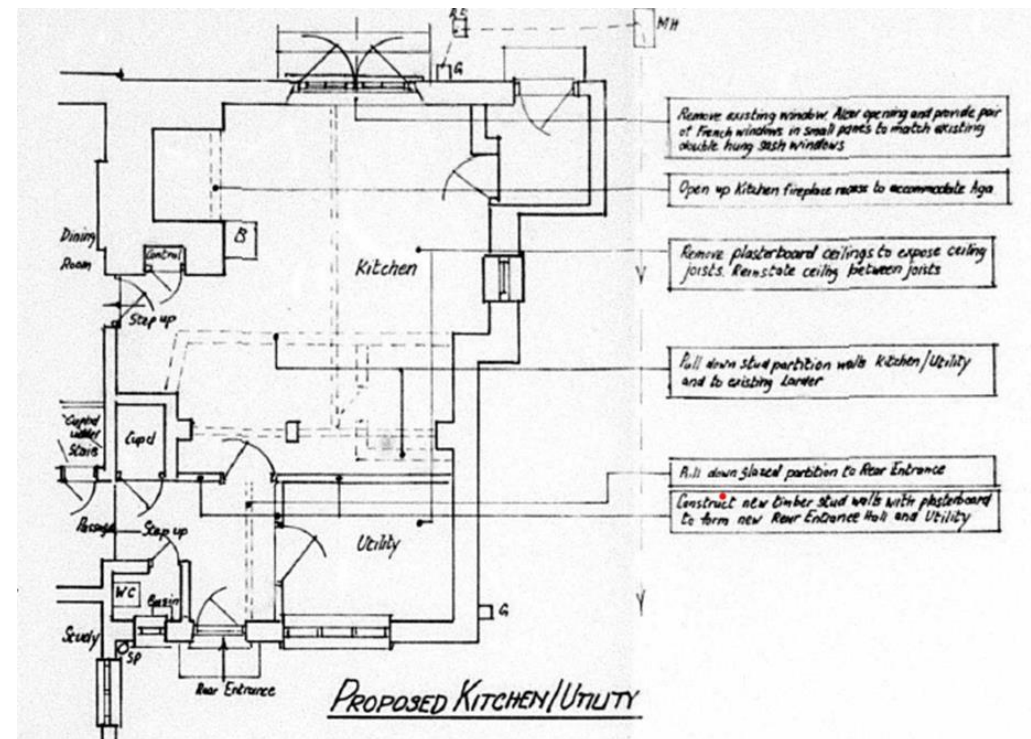 MH
G
Remove existing window. Alter opening and provide pair
of French windows in small panes to match existing
double hung sash windows
Open up Kitchen fireplace recess to accommodate Aga
Dining
Room
Control
B
Kitchen
Remove plasterboard ceilings to expose ceiling
joists. Reinstate ceiling between joists
Step up
Pull down stud partition walls Kitchen/Utility
and to existing Larder
Cupd
under
Stairs
Cupd
Pull down glazed partition to Rear Entrance
Construct new timber stud walls with plasterboard
to form new Rear Entrance Hall and Utility
Passage
Step up
Utility
WC
Basin
G
Study
SP
Rear Entrance
PROPOSED KITCHEN/UTILITY